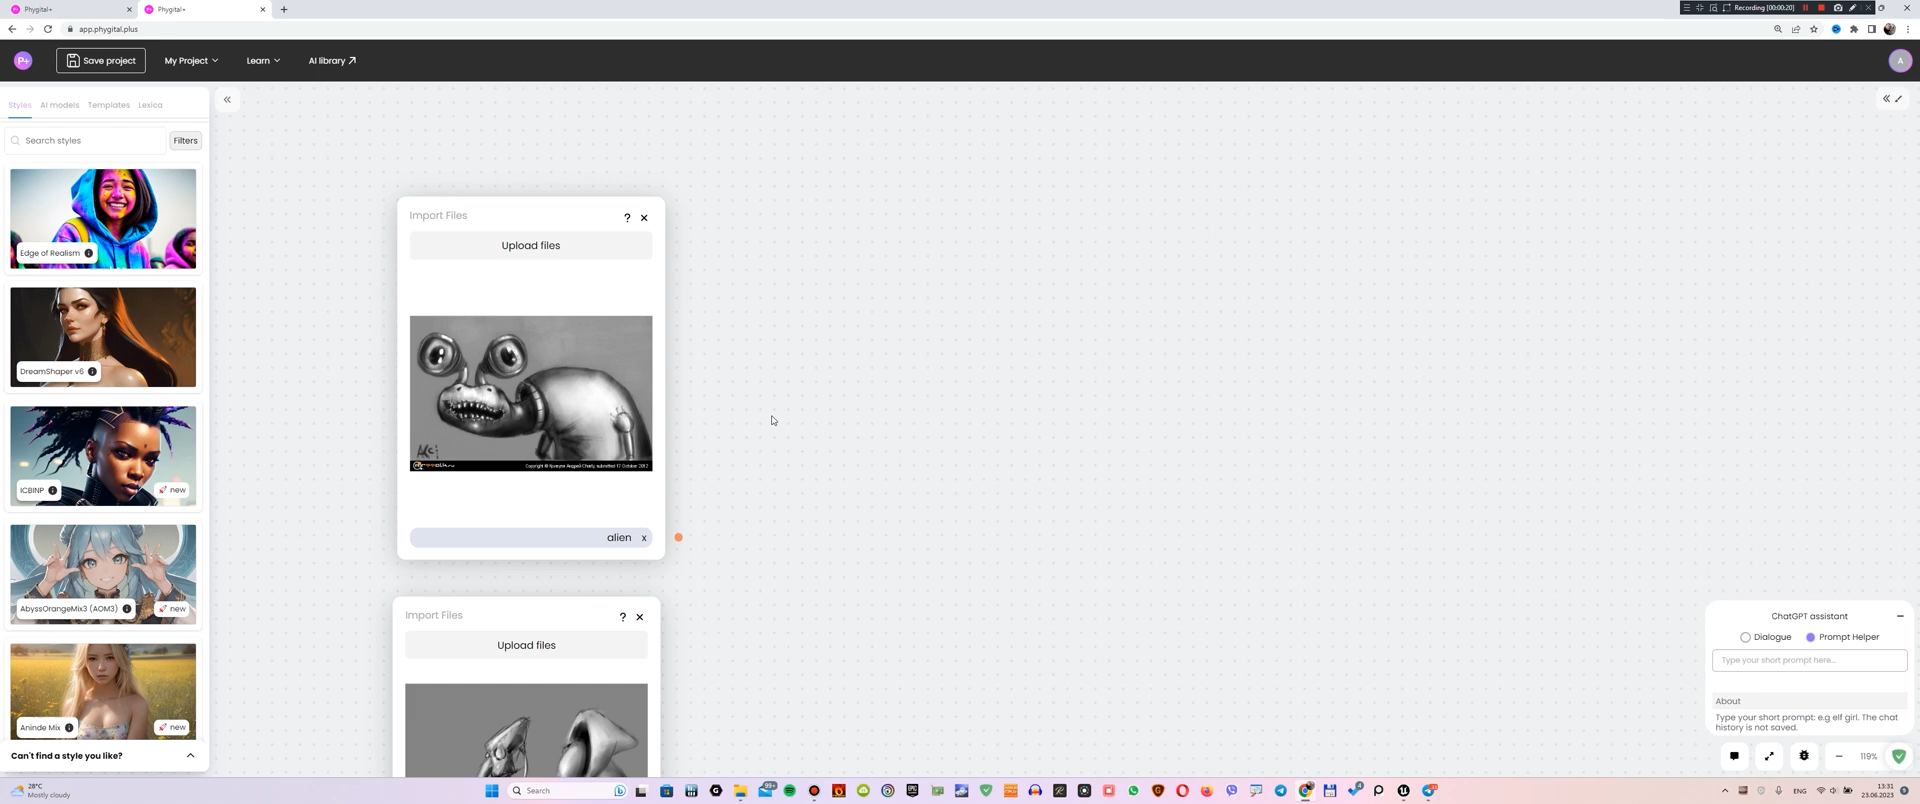 Phygital+
Phygital+
Recording [00:00:20]
app.phygital.plus
P+
Save project
My Project
Learn
AI library
A
Styles
AI models
Templates
Lexica
Search styles
Filters
Edge of Realism
DreamShaper v6
ICBINP
new
AbyssOrangeMix3 (AOM3)
new
Aninde Mix
new
Can't find a style you like?
Import Files
?
Upload files
alien x
Import Files
?
Upload files
ChatGPT assistant
Dialogue
Prompt Helper
Type your short prompt here...
About
Type your short prompt: e.g elf girl. The chat
history is not saved.
119%
28°C
Mostly cloudy
Search
99+
ENG
13:31
23.06.2023